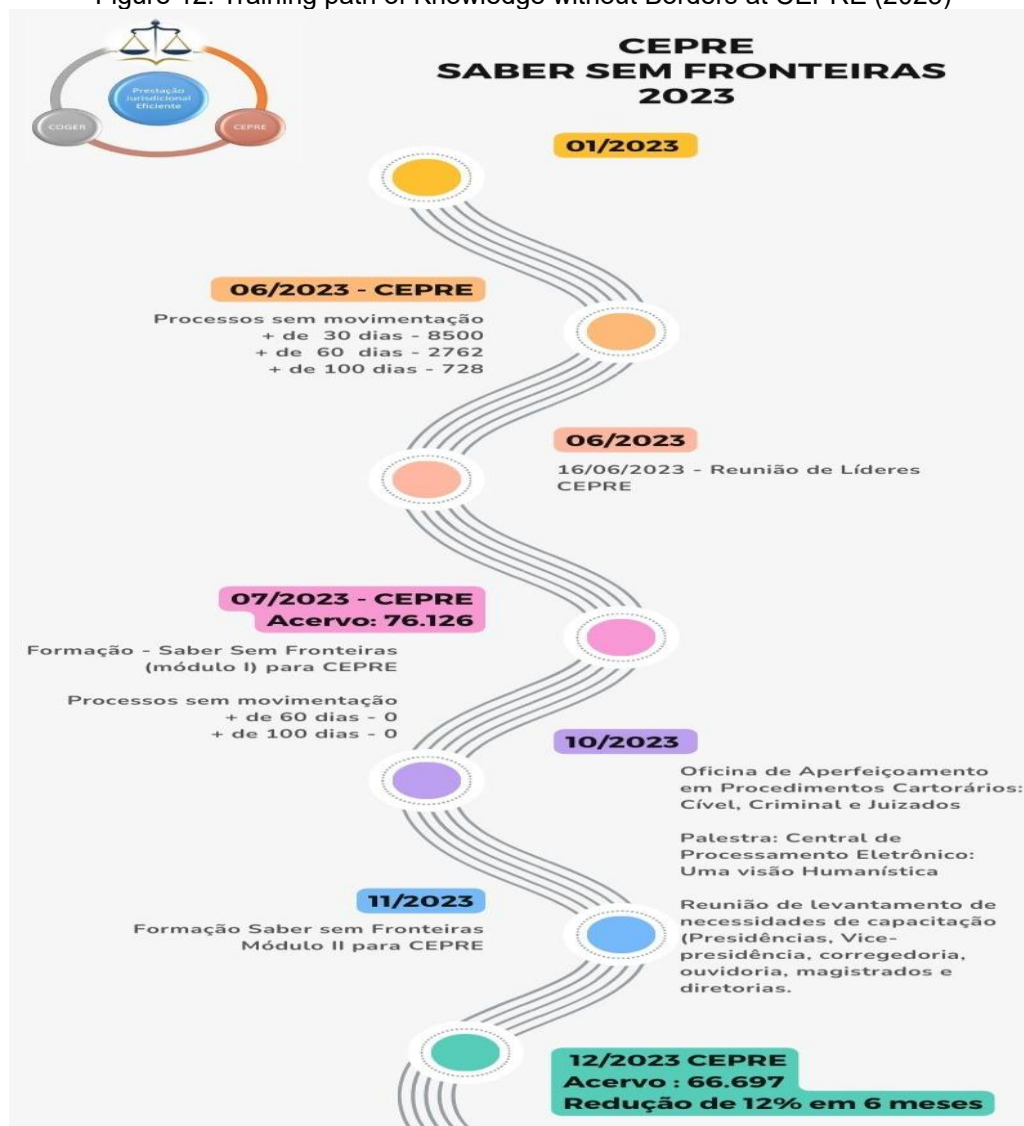 Figure 12: Training path of Knowledge without Borders at CEPRE (2023)
Prestação
Jurisdicional
Eficiente
COGER
CEPRE
CEPRE
SABER SEM FRONTEIRAS
2023
01/2023
06/2023 - CEPRE
Processos sem movimentação
+ de 30 dias - 8500
+ de 60 dias - 2762
+ de 100 dias - 728
06/2023
16/06/2023 - Reunião de Líderes
CEPRE
07/2023 - CEPRE
Acervo: 76.126
Formação - Saber Sem Fronteiras
(módulo I) para CEPRE
Processos sem movimentação
+ de 60 dias - 0
+ de 100 dias - 0
10/2023
Oficina de Aperfeiçoamento
em Procedimentos Cartorários:
Cível, Criminal e Juizados
Palestra: Central de
Processamento Eletrônico:
Uma visão Humanística
Reunião de levantamento de
necessidades de capacitação
(Presidências, Vice-
presidência, corregedoria,
ouvidoria, magistrados e
diretorias.
11/2023
Formação Saber sem Fronteiras
Módulo II para CEPRE
12/2023 CEPRE
Acervo : 66.697
Redução de 12% em 6 meses